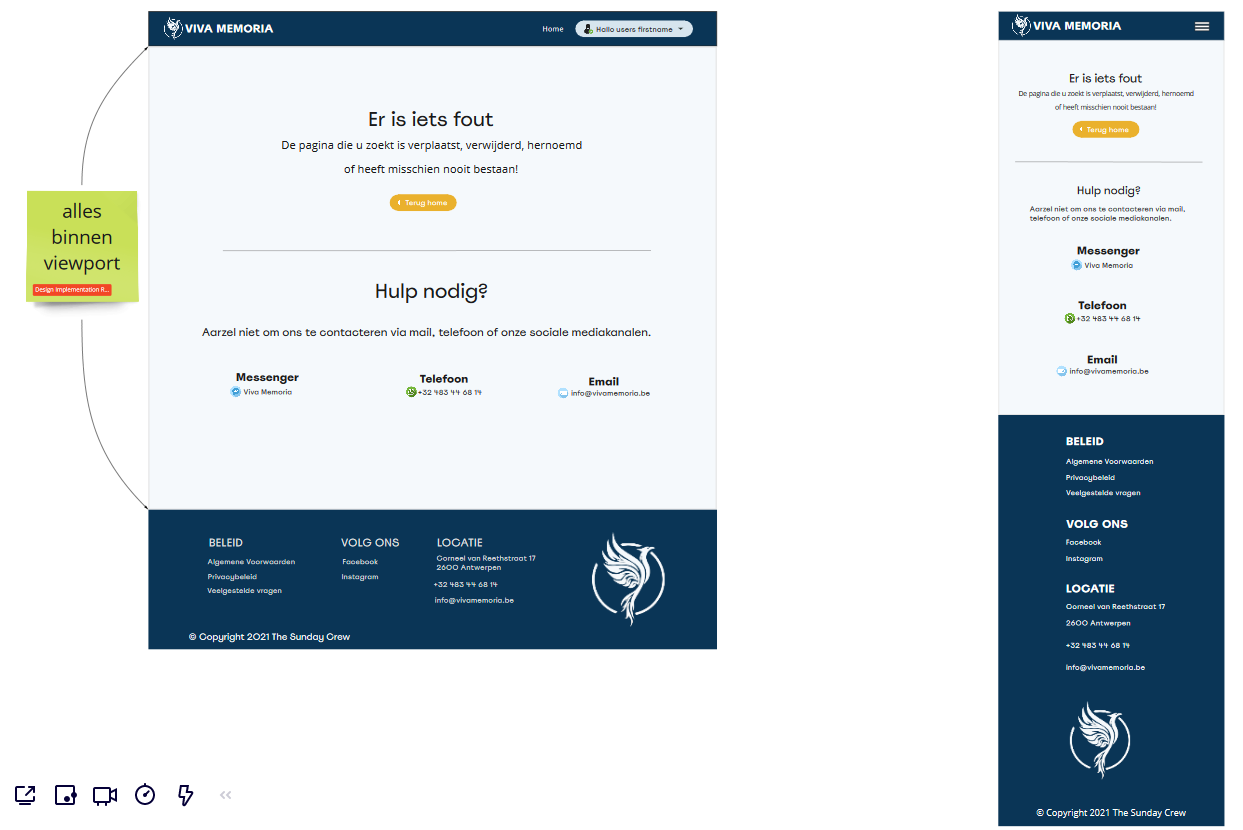 VIVA MEMORIA
Home
Hallo users firstname
Er is iets fout
De pagina die u zoekt is verplaatst, verwijderd, hernoemd
of heeft misschien nooit bestaan!
Terug home
Hulp nodig?
Aarzel niet om ons te contacteren via mail, telefoon of onze sociale mediakanalen.
Messenger
Viva Memoria
Telefoon
+32 483 44 68 14
Email
info@vivamemoria.be
BELEID
Algemene Voorwaarden
Privacybeleid
Veelgestelde vragen
VOLG ONS
Facebook
Instagram
LOCATIE
Corneel van Reethstraat 17
2600 Antwerpen
+32 483 44 68 14
info@vivamemoria.be
© Copyright 2021 The Sunday Crew
alles
binnen
viewport
Design Implementation R...
VIVA MEMORIA
Er is iets fout
De pagina die u zoekt is verplaatst, verwijderd, hernoemd
of heeft misschien nooit bestaan!
Terug home
Hulp nodig?
Aarzel niet om ons te contacteren via mail,
telefoon of onze sociale mediakanalen.
Messenger
Viva Memoria
Telefoon
+32 483 44 68 14
Email
info@vivamemoria.be
BELEID
Algemene Voorwaarden
Privacybeleid
Veelgestelde vragen
VOLG ONS
Facebook
Instagram
LOCATIE
Corneel van Reethstraat 17
2600 Antwerpen
+32 483 44 68 14
info@vivamemoria.be
© Copyright 2021 The Sunday Crew